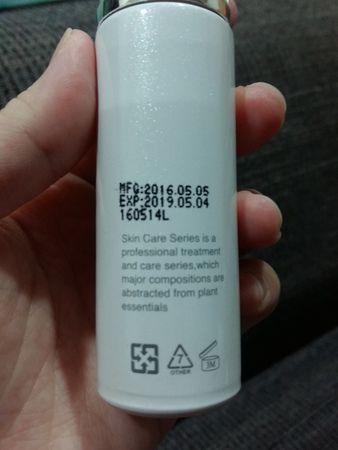 MFG:2016.05.05
EXP:2019.05.04
160514L
Skin Care Series is a
professional treatment
and care series,which
major compositions are
abstracted from plant
essentials
7
OTHER
3M